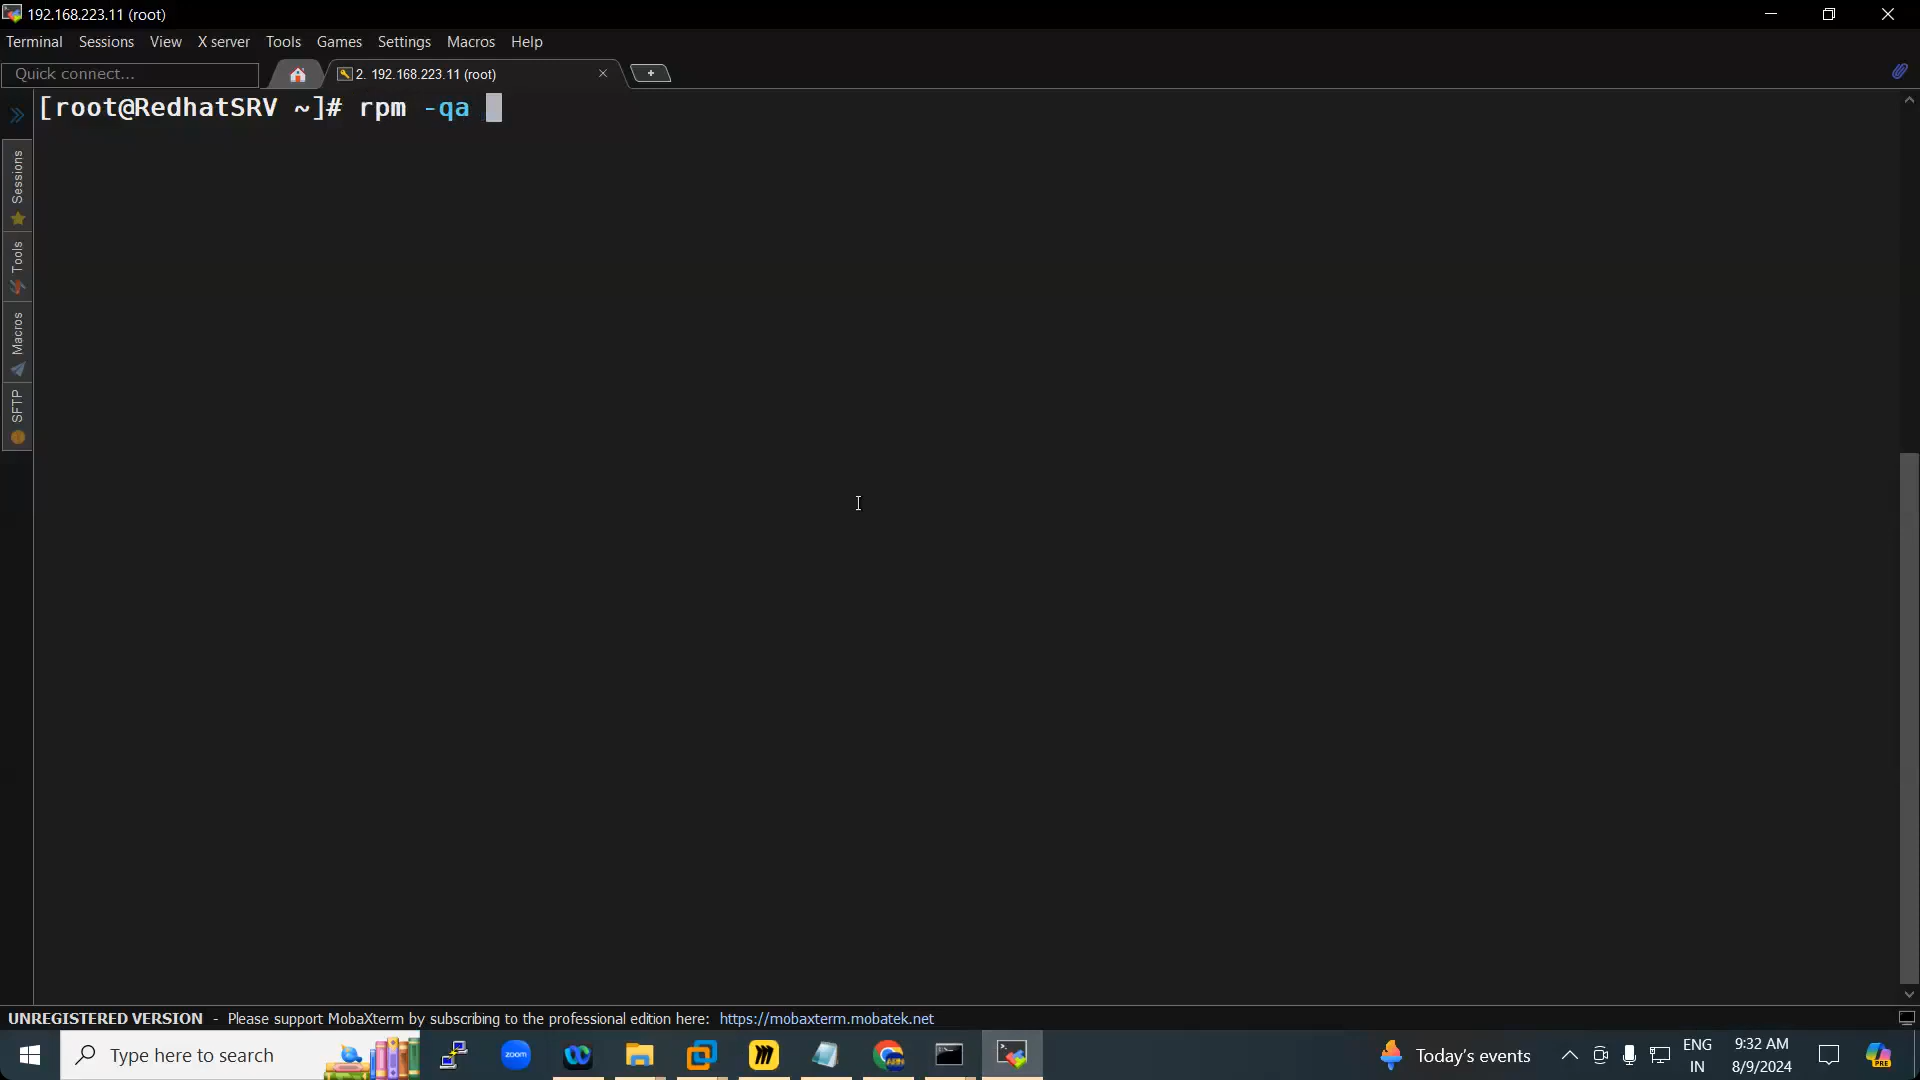 192.168.223.11 (root)
Terminal Sessions View X server Tools Games Settings Macros Help
Quick connect...
2. 192.168.223.11 (root)
[root@RedhatSRV ~]# rpm -qa
Sessions
Tools
Macros
SFTP
UNREGISTERED VERSION - Please support MobaXterm by subscribing to the professional edition here: https://mobaxterm.mobatek.net
Type here to search
zoom
Today's events
ENG
IN
9:32 AM
8/9/2024
PRE